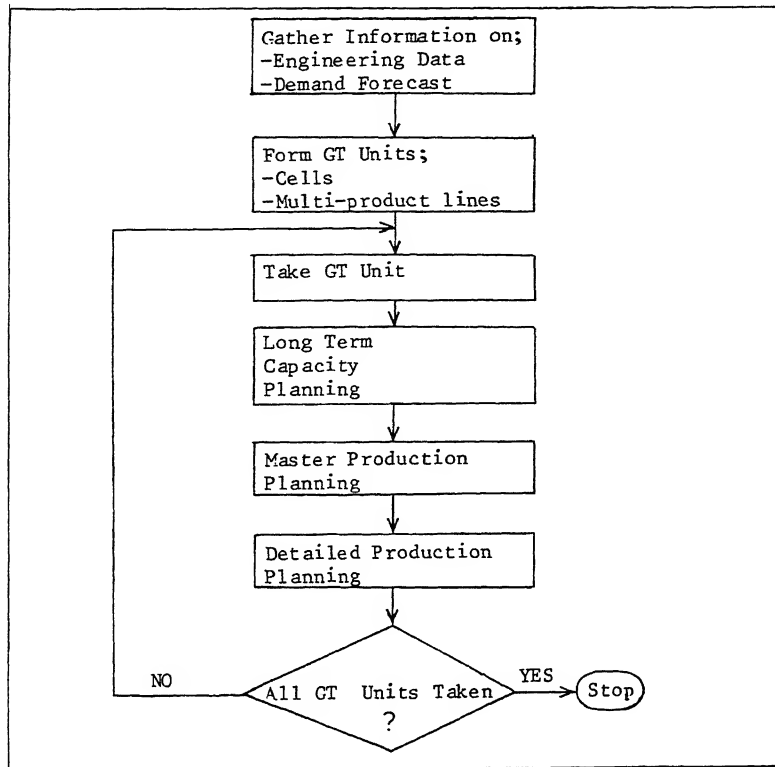 Gather Information on;
-Engineering Data
-Demand Forecast
Form GT Units;
-Cells
-Multi-product lines
Take GT Unit
Long Term
Capacity
Planning
Master Production
Planning
Detailed Production
Planning
NO
YES
All GT Units Taken
?
Stop